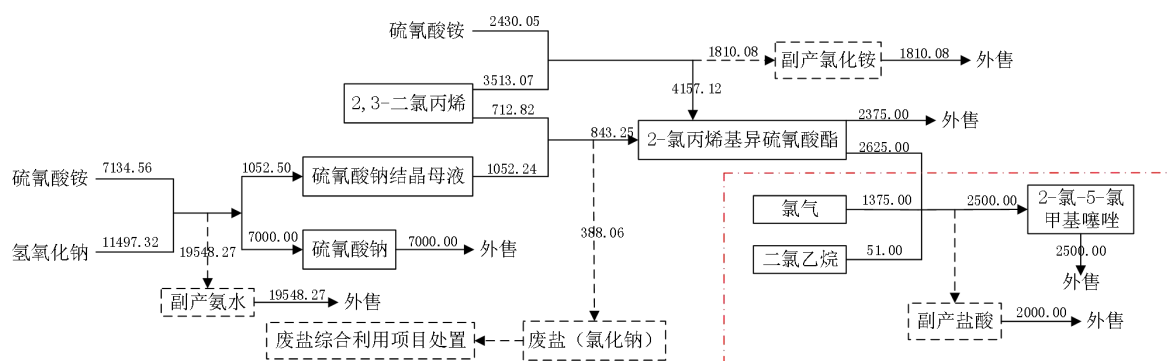 硫氰酸铵
2430.05
1810.08
副产氯化铵
1810.08
外售
2,3-二氯丙烯
3513.07
712.82
4157.12
843.25
2-氯丙烯基异硫氰酸酯
2375.00
外售
2625.00
硫氰酸铵
7134.56
1052.50
硫氰酸钠结晶母液
1052.24
氢氧化钠
11497.32
19548.27
7000.00
硫氰酸钠
7000.00
外售
388.06
副产氨水
19548.27
外售
废盐综合利用项目处置
废盐（氯化钠）
氯气
1375.00
2500.00
2-氯-5-氯
甲基噻唑
二氯乙烷
51.00
2500.00
外售
副产盐酸
2000.00
外售